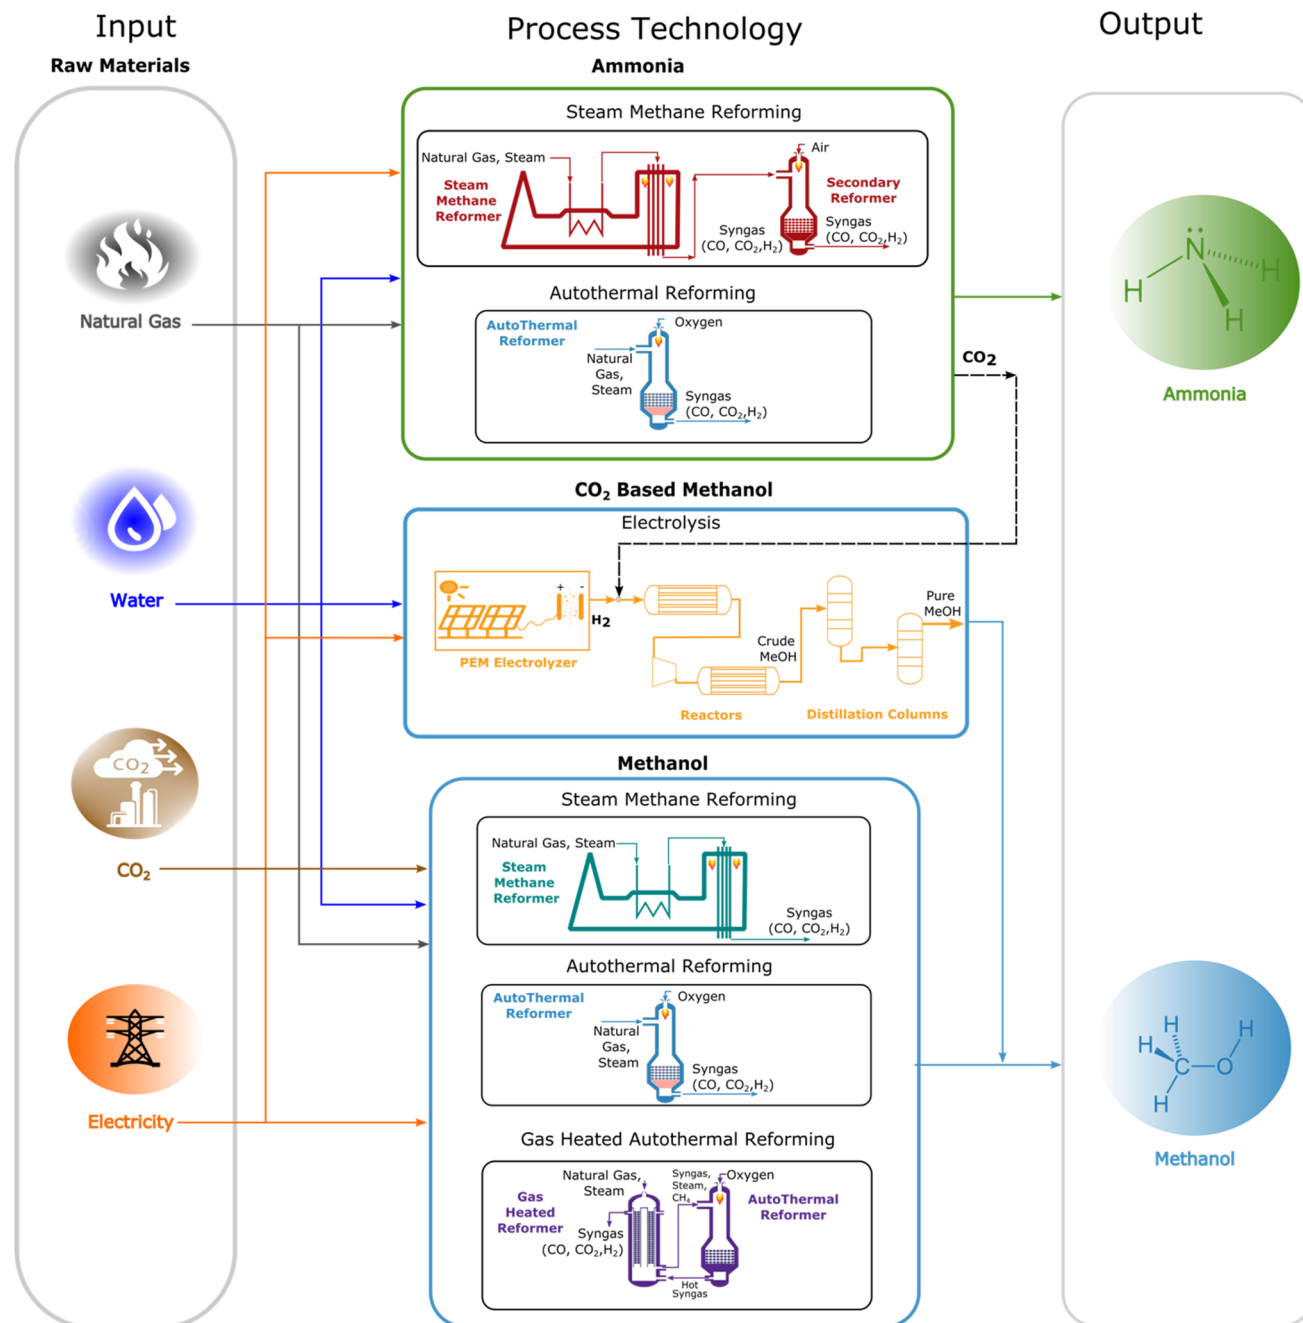 Input
Process Technology
Output
Raw Materials
Ammonia
Steam Methane Reforming
Natural Gas, Steam
Steam
Methane
Reformer
Air
Secondary
Reformer
Syngas
(CO, CO₂,H₂)
Syngas
(CO, CO₂,H₂)
Autothermal Reforming
AutoThermal
Reformer
Oxygen
Natural
Gas,
Steam
Syngas
(CO, CO₂,H₂)
Natural Gas
CO₂
N
H
H
H
Ammonia
CO₂ Based Methanol
Electrolysis
Water
+ -
H₂
PEM Electrolyzer
Crude
MeOH
Pure
MeOH
Reactors
Distillation Columns
Methanol
Steam Methane Reforming
Natural Gas, Steam
Steam
Methane
Reformer
Syngas
(CO, CO₂,H₂)
CO₂
CO₂
Autothermal Reforming
AutoThermal
Reformer
Oxygen
Natural
Gas,
Steam
Syngas
(CO, CO₂,H₂)
Electricity
H
H
H
C
O
H
Methanol
Gas Heated Autothermal Reforming
Natural Gas,
Steam
Gas
Heated
Reformer
Syngas
(CO, CO₂,H₂)
Syngas,
Steam,
CH₄
Oxygen
AutoThermal
Reformer
Hot
Syngas